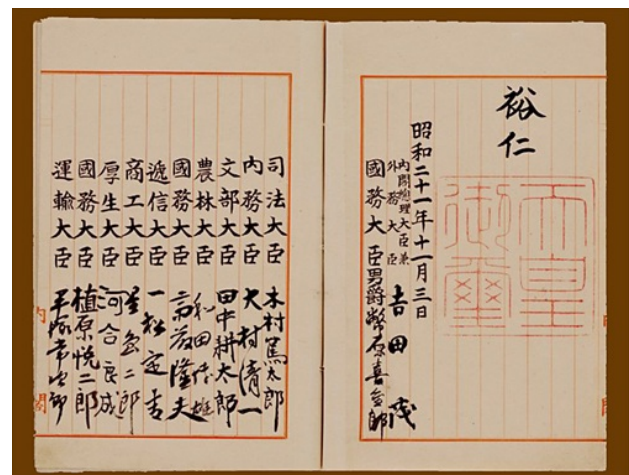 裕仁
天皇御璽
昭和二十一年十一月三日
内閣総理大臣兼
外務大臣 吉田茂
國務大臣 男爵幣原喜重郎
司法大臣 木村篤太郎
内務大臣 大村清一
文部大臣 田中耕太郎
農林大臣 和田博雄
國務大臣 斎藤隆夫
遞信大臣 一松定吉
商工大臣 星島二郎
厚生大臣 河合良成
國務大臣 植原悦二郎
運輸大臣 平塚常次郎
内閣